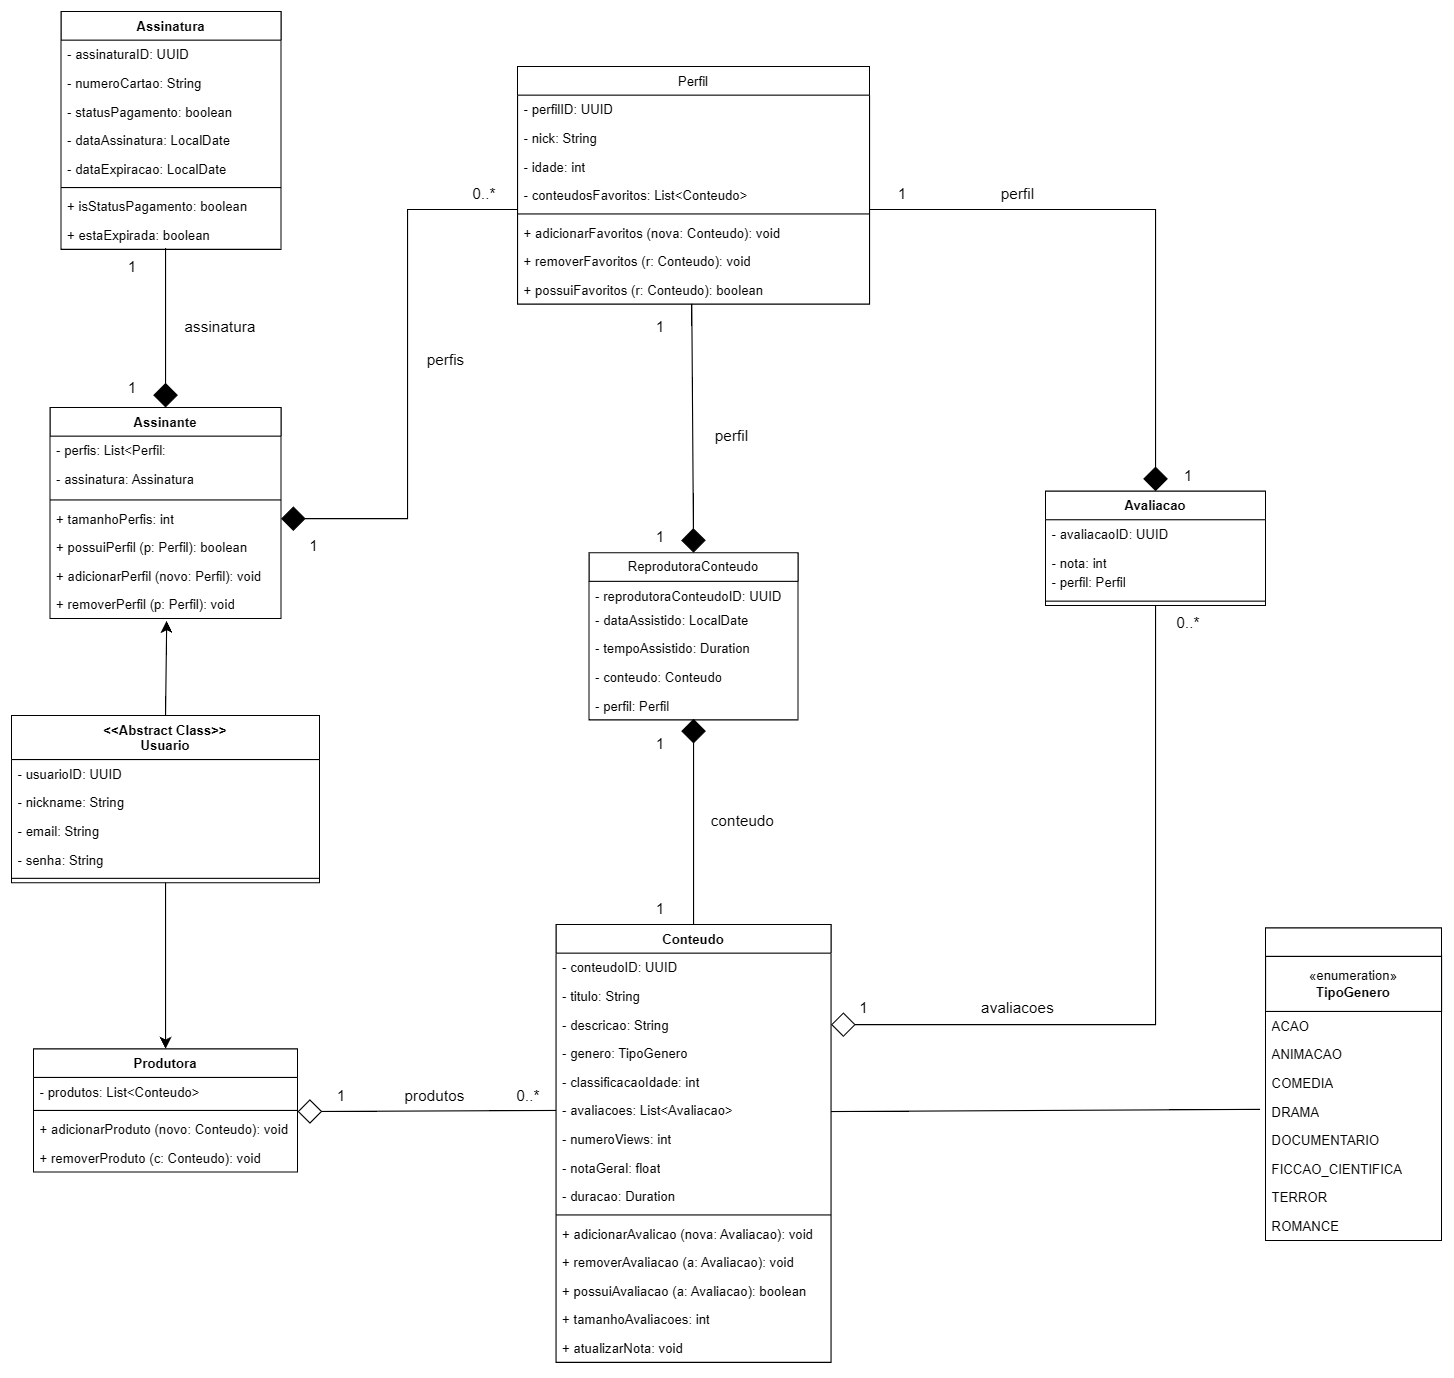 Assinatura
- assinaturaID: UUID
- numeroCartao: String
- statusPagamento: boolean
- dataAssinatura: LocalDate
- dataExpiracao: LocalDate
+ isStatusPagamento: boolean
+ estaExpirada: boolean
1
assinatura
1
Perfil
- perfilID: UUID
- nick: String
- idade: int
- conteudosFavoritos: List<Conteudo>
+ adicionarFavoritos (nova: Conteudo): void
+ removerFavoritos (r: Conteudo): void
+ possuiFavoritos (r: Conteudo): boolean
0..*
perfis
1
1
perfil
1
1
perfil
1
Assinante
- perfis: List<Perfil:
- assinatura: Assinatura
+ tamanhoPerfis: int
+ possuiPerfil (p: Perfil): boolean
+ adicionarPerfil (novo: Perfil): void
+ removerPerfil (p: Perfil): void
Avaliacao
- avaliacaoID: UUID
- nota: int
- perfil: Perfil
0..*
ReprodutoraConteudo
- reprodutoraConteudoID: UUID
- dataAssistido: LocalDate
- tempoAssistido: Duration
- conteudo: Conteudo
- perfil: Perfil
1
conteudo
1
<<Abstract Class>>
Usuario
- usuarioID: UUID
- nickname: String
- email: String
- senha: String
Conteudo
- conteudoID: UUID
- titulo: String
- descricao: String
- genero: TipoGenero
- classificacaoIdade: int
- avaliacoes: List<Avaliacao>
- numeroViews: int
- notaGeral: float
- duracao: Duration
+ adicionarAvalicao (nova: Avaliacao): void
+ removerAvaliacao (a: Avaliacao): void
+ possuiAvaliacao (a: Avaliacao): boolean
+ tamanhoAvaliacoes: int
+ atualizarNota: void
1
avaliacoes
Produtora
- produtos: List<Conteudo>
+ adicionarProduto (novo: Conteudo): void
+ removerProduto (c: Conteudo): void
1
produtos
0..*
«enumeration»
TipoGenero
ACAO
ANIMACAO
COMEDIA
DRAMA
DOCUMENTARIO
FICCAO_CIENTIFICA
TERROR
ROMANCE